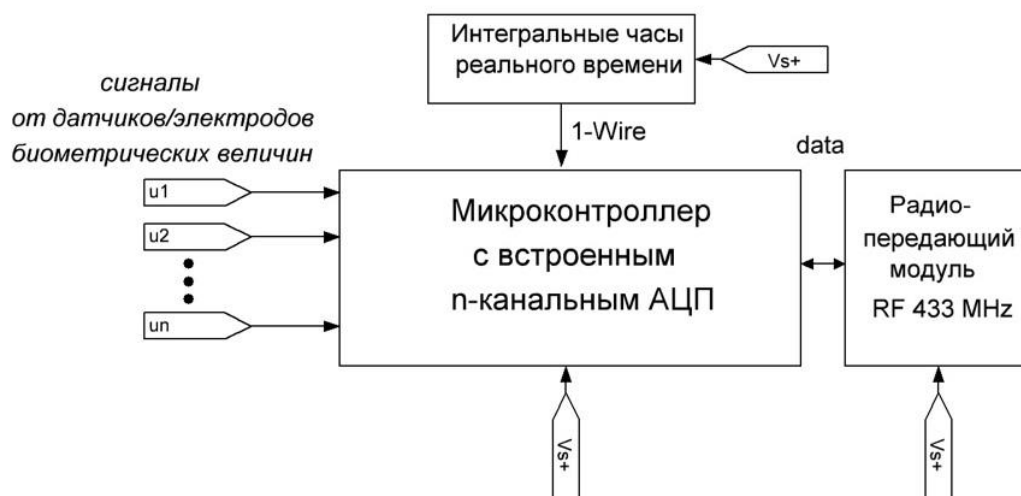 Интегральные часы
реального времени
Vs+
сигналы
от датчиков/электродов
биометрических величин
1-Wire
data
u1
u2
un
Микроконтроллер
с встроенным
n-канальным АЦП
Радио-
передающий
модуль
RF 433 MHz
Vs+
Vs+